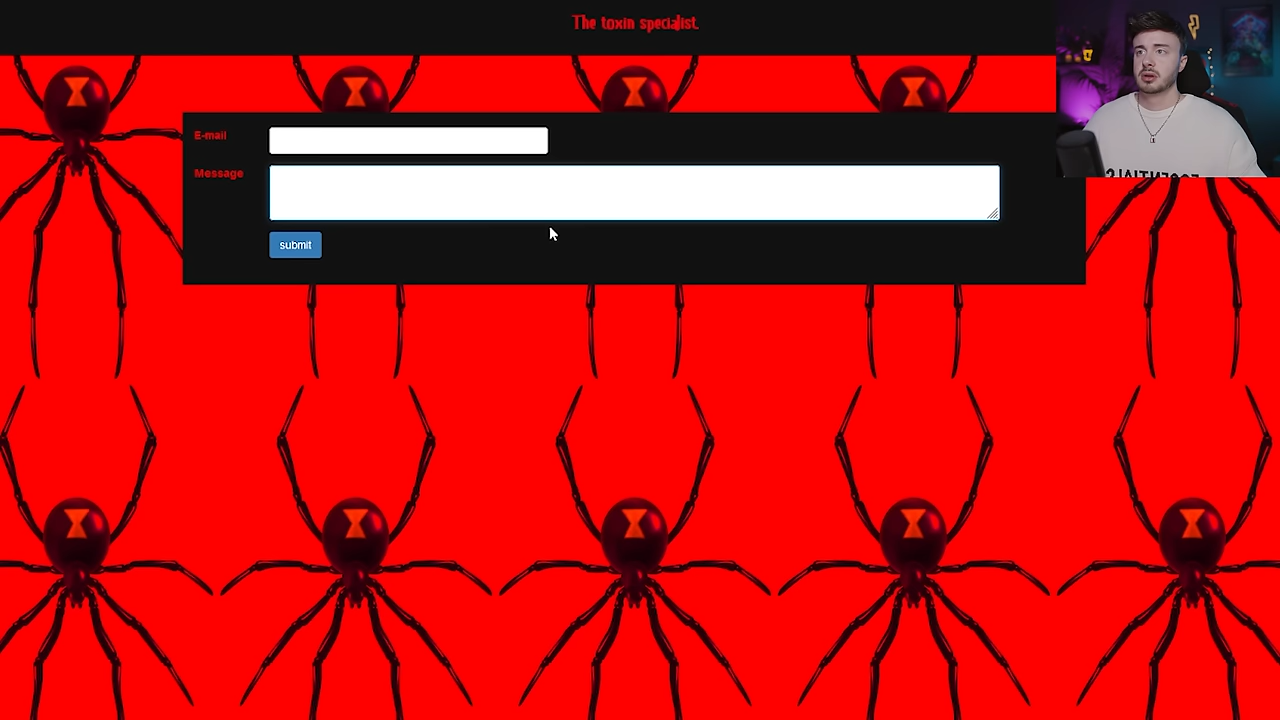 The toxin specialist.
E-mail
Message
submit